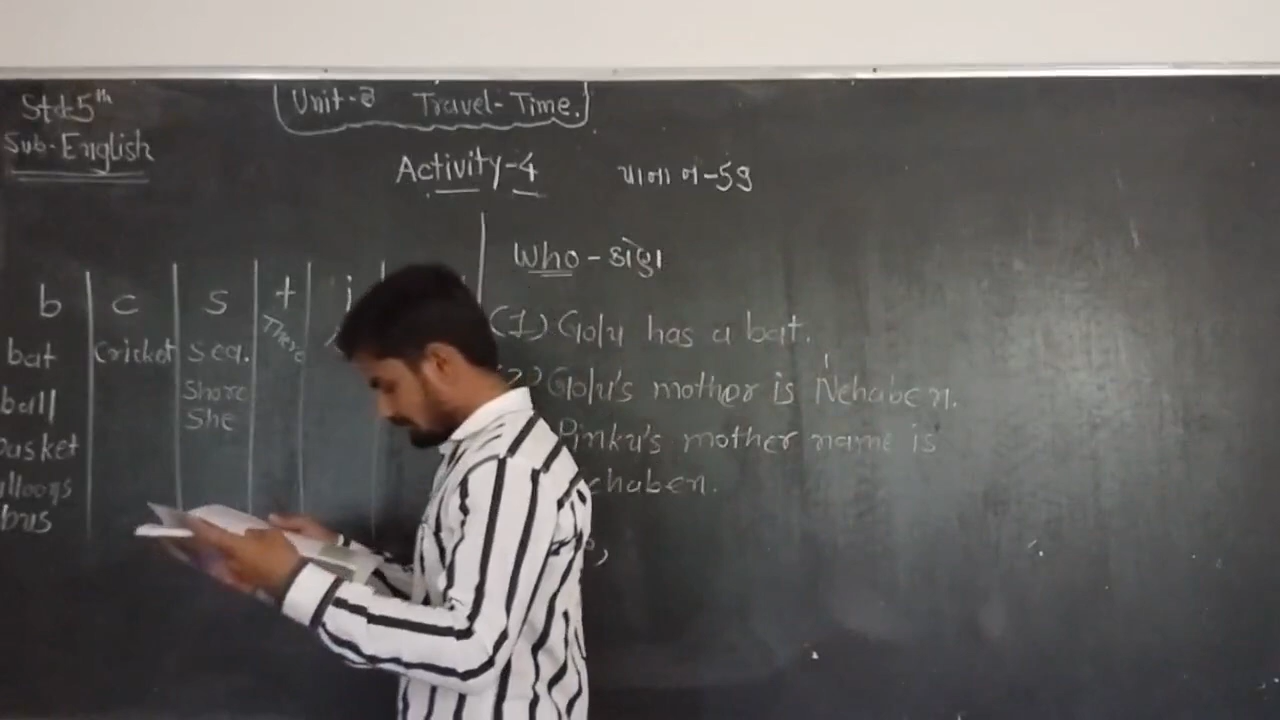 Std-5th
Sub-English
Unit-3 Travel-Time.
Activity-4
પાના નં-59
b c s t j
bat Cricket sea. There
ball Shore
She
basket
bus
Who - કોણ
(1) Golu has a bat.
Golu's mother is Nehaben.
Pinku's mother name is